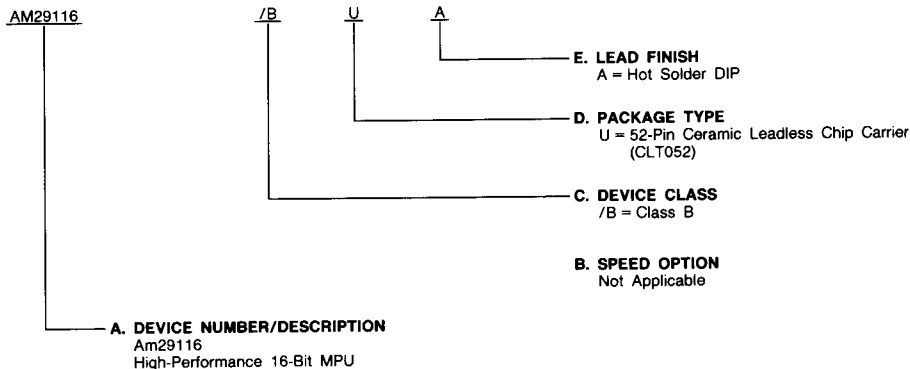 AM29116 /B U A
E. LEAD FINISH
A = Hot Solder DIP
D. PACKAGE TYPE
U = 52-Pin Ceramic Leadless Chip Carrier
(CLT052)
C. DEVICE CLASS
/B = Class B
B. SPEED OPTION
Not Applicable
A. DEVICE NUMBER/DESCRIPTION
Am29116
High-Performance 16-Bit MPU